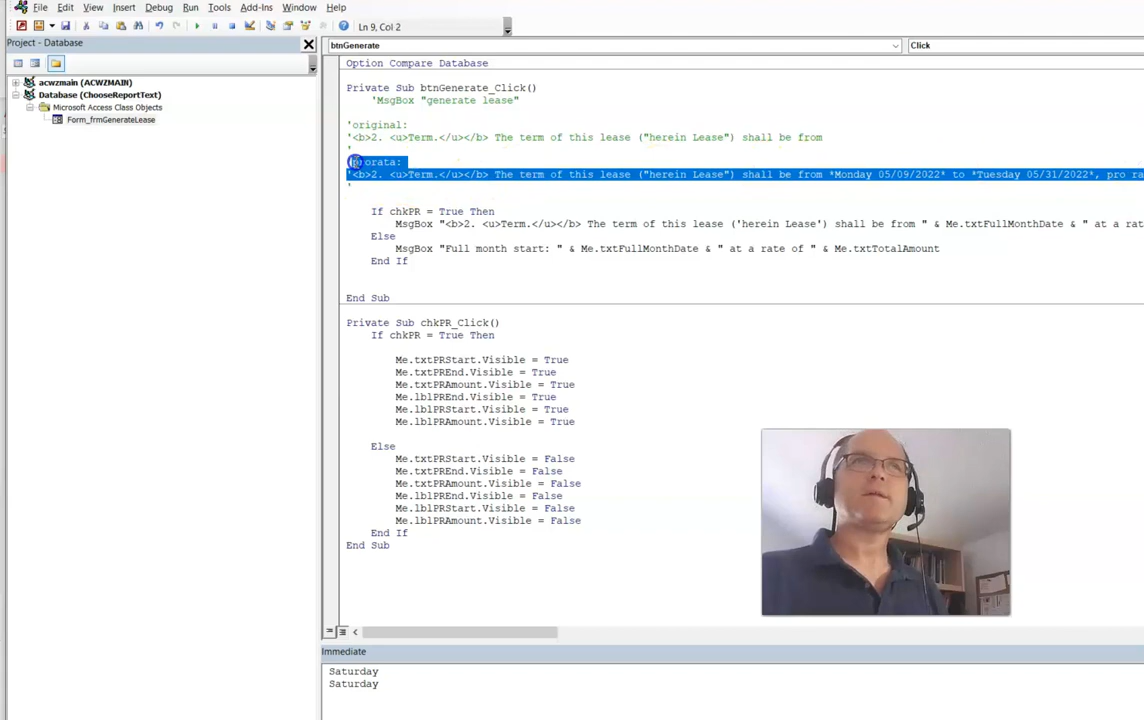 File Edit View Insert Debug Run Tools Add-Ins Window Help
Ln 9, Col 2
Project - Database
btnGenerate
Click
acwzmain (ACWZMAIN)
Database (ChooseReportText)
Microsoft Access Class Objects
Form_frmGenerateLease
Option Compare Database
Private Sub btnGenerate_Click()
'MsgBox "generate lease"
'original:
'<b>2. <u>Term.</u></b> The term of this lease ("herein Lease") shall be from
'
'prorata:
'<b>2. <u>Term.</u></b> The term of this lease ("herein Lease") shall be from *Monday 05/09/2022* to *Tuesday 05/31/2022*, pro ra
'
If chkPR = True Then
MsgBox "<b>2. <u>Term.</u></b> The term of this lease ('herein Lease') shall be from " & Me.txtFullMonthDate & " at a rat
Else
MsgBox "Full month start: " & Me.txtFullMonthDate & " at a rate of " & Me.txtTotalAmount
End If
End Sub
Private Sub chkPR_Click()
If chkPR = True Then
Me.txtPRStart.Visible = True
Me.txtPREnd.Visible = True
Me.txtPRAmount.Visible = True
Me.lblPREnd.Visible = True
Me.lblPRStart.Visible = True
Me.lblPRAmount.Visible = True
Else
Me.txtPRStart.Visible = False
Me.txtPREnd.Visible = False
Me.txtPRAmount.Visible = False
Me.lblPREnd.Visible = False
Me.lblPRStart.Visible = False
Me.lblPRAmount.Visible = False
End If
End Sub
Immediate
Saturday
Saturday